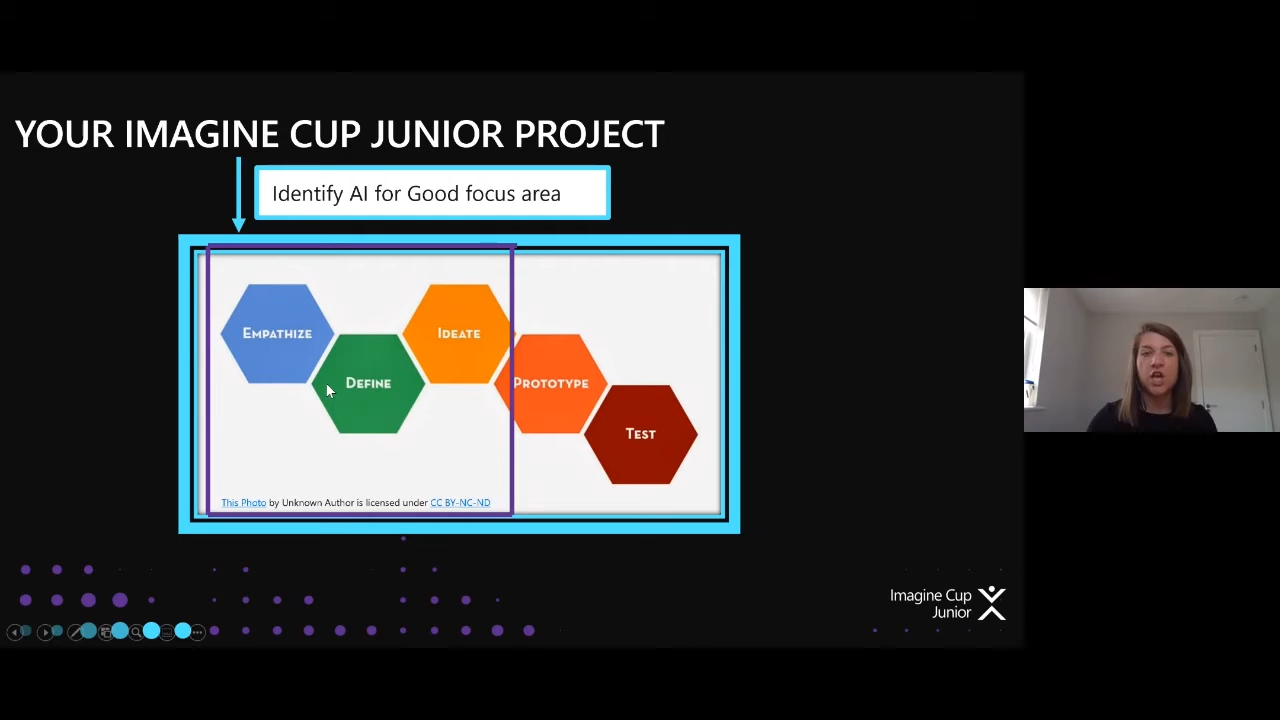 YOUR IMAGINE CUP JUNIOR PROJECT
Identify AI for Good focus area
EMPATHIZE
IDEATE
DEFINE
PROTOTYPE
TEST
This Photo by Unknown Author is licensed under CC BY-NC-ND
Imagine Cup
Junior